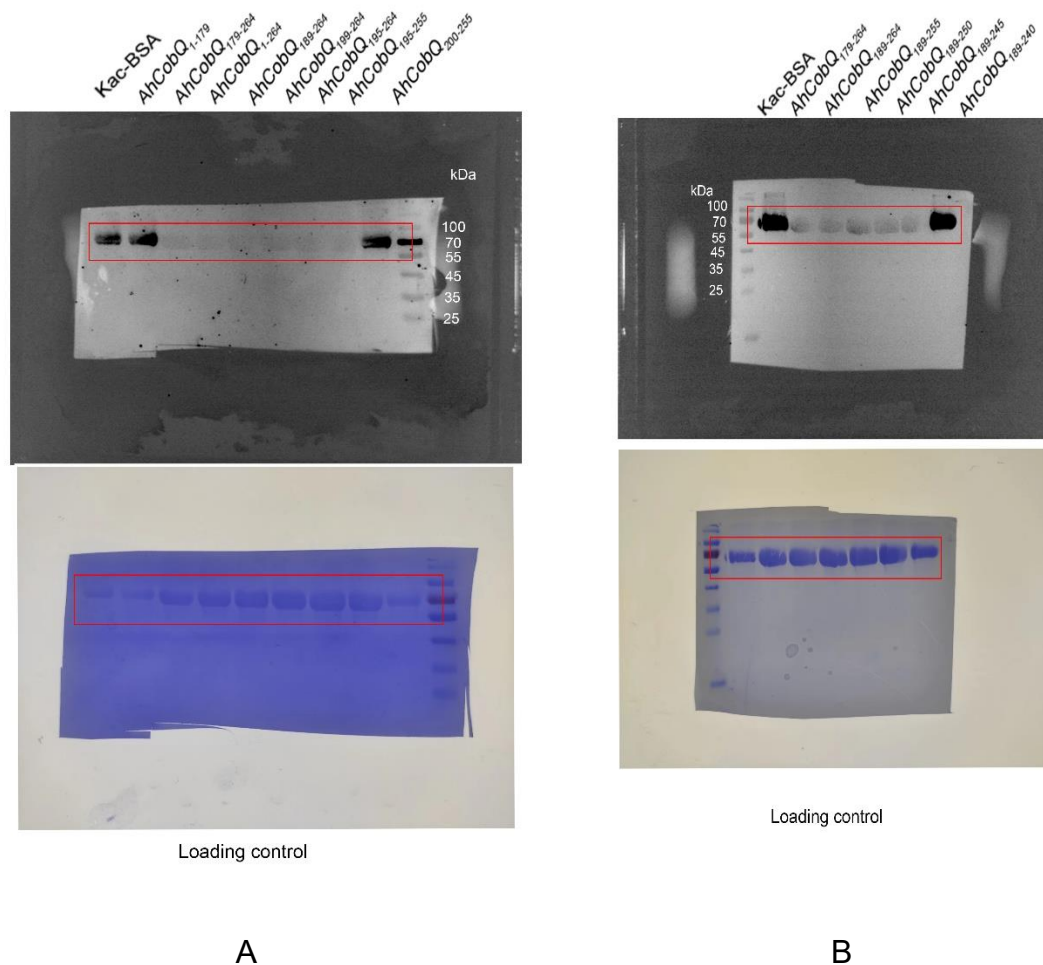 Kac-BSA
AhCobQ1-179
AhCobQ179-264
AhCobQ1-264
AhCobQ189-264
AhCobQ199-264
AhCobQ195-264
AhCobQ195-255
AhCobQ200-255
kDa
100
70
55
45
35
25
Loading control
A
Kac-BSA
AhCobQ179-264
AhCobQ189-264
AhCobQ189-255
AhCobQ189-250
AhCobQ189-245
AhCobQ189-240
kDa
100
70
55
45
35
25
Loading control
B